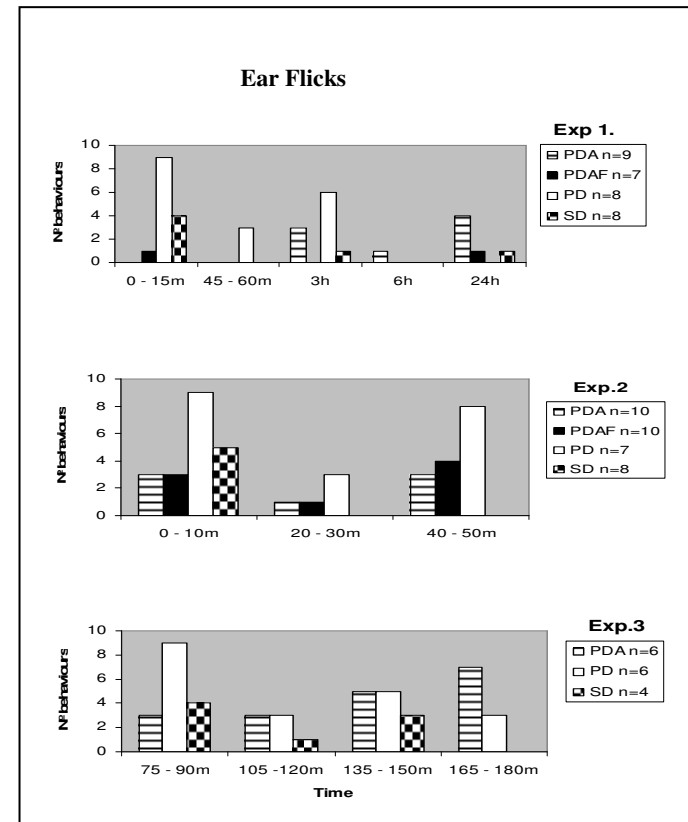 Ear Flicks
Exp 1.
Nº behaviours
10
8
6
4
2
0
0 - 15m 45 - 60m 3h 6h 24h
PDA n=9
PDAF n=7
PD n=8
SD n=8
Exp.2
Nº behaviours
10
8
6
4
2
0
0 - 10m 20 - 30m 40 - 50m
PDA n=10
PDAF n=10
PD n=7
SD n=8
Exp.3
Nº behaviours
10
8
6
4
2
0
75 - 90m 105 -120m 135 - 150m 165 - 180m
Time
PDA n=6
PD n=6
SD n=4